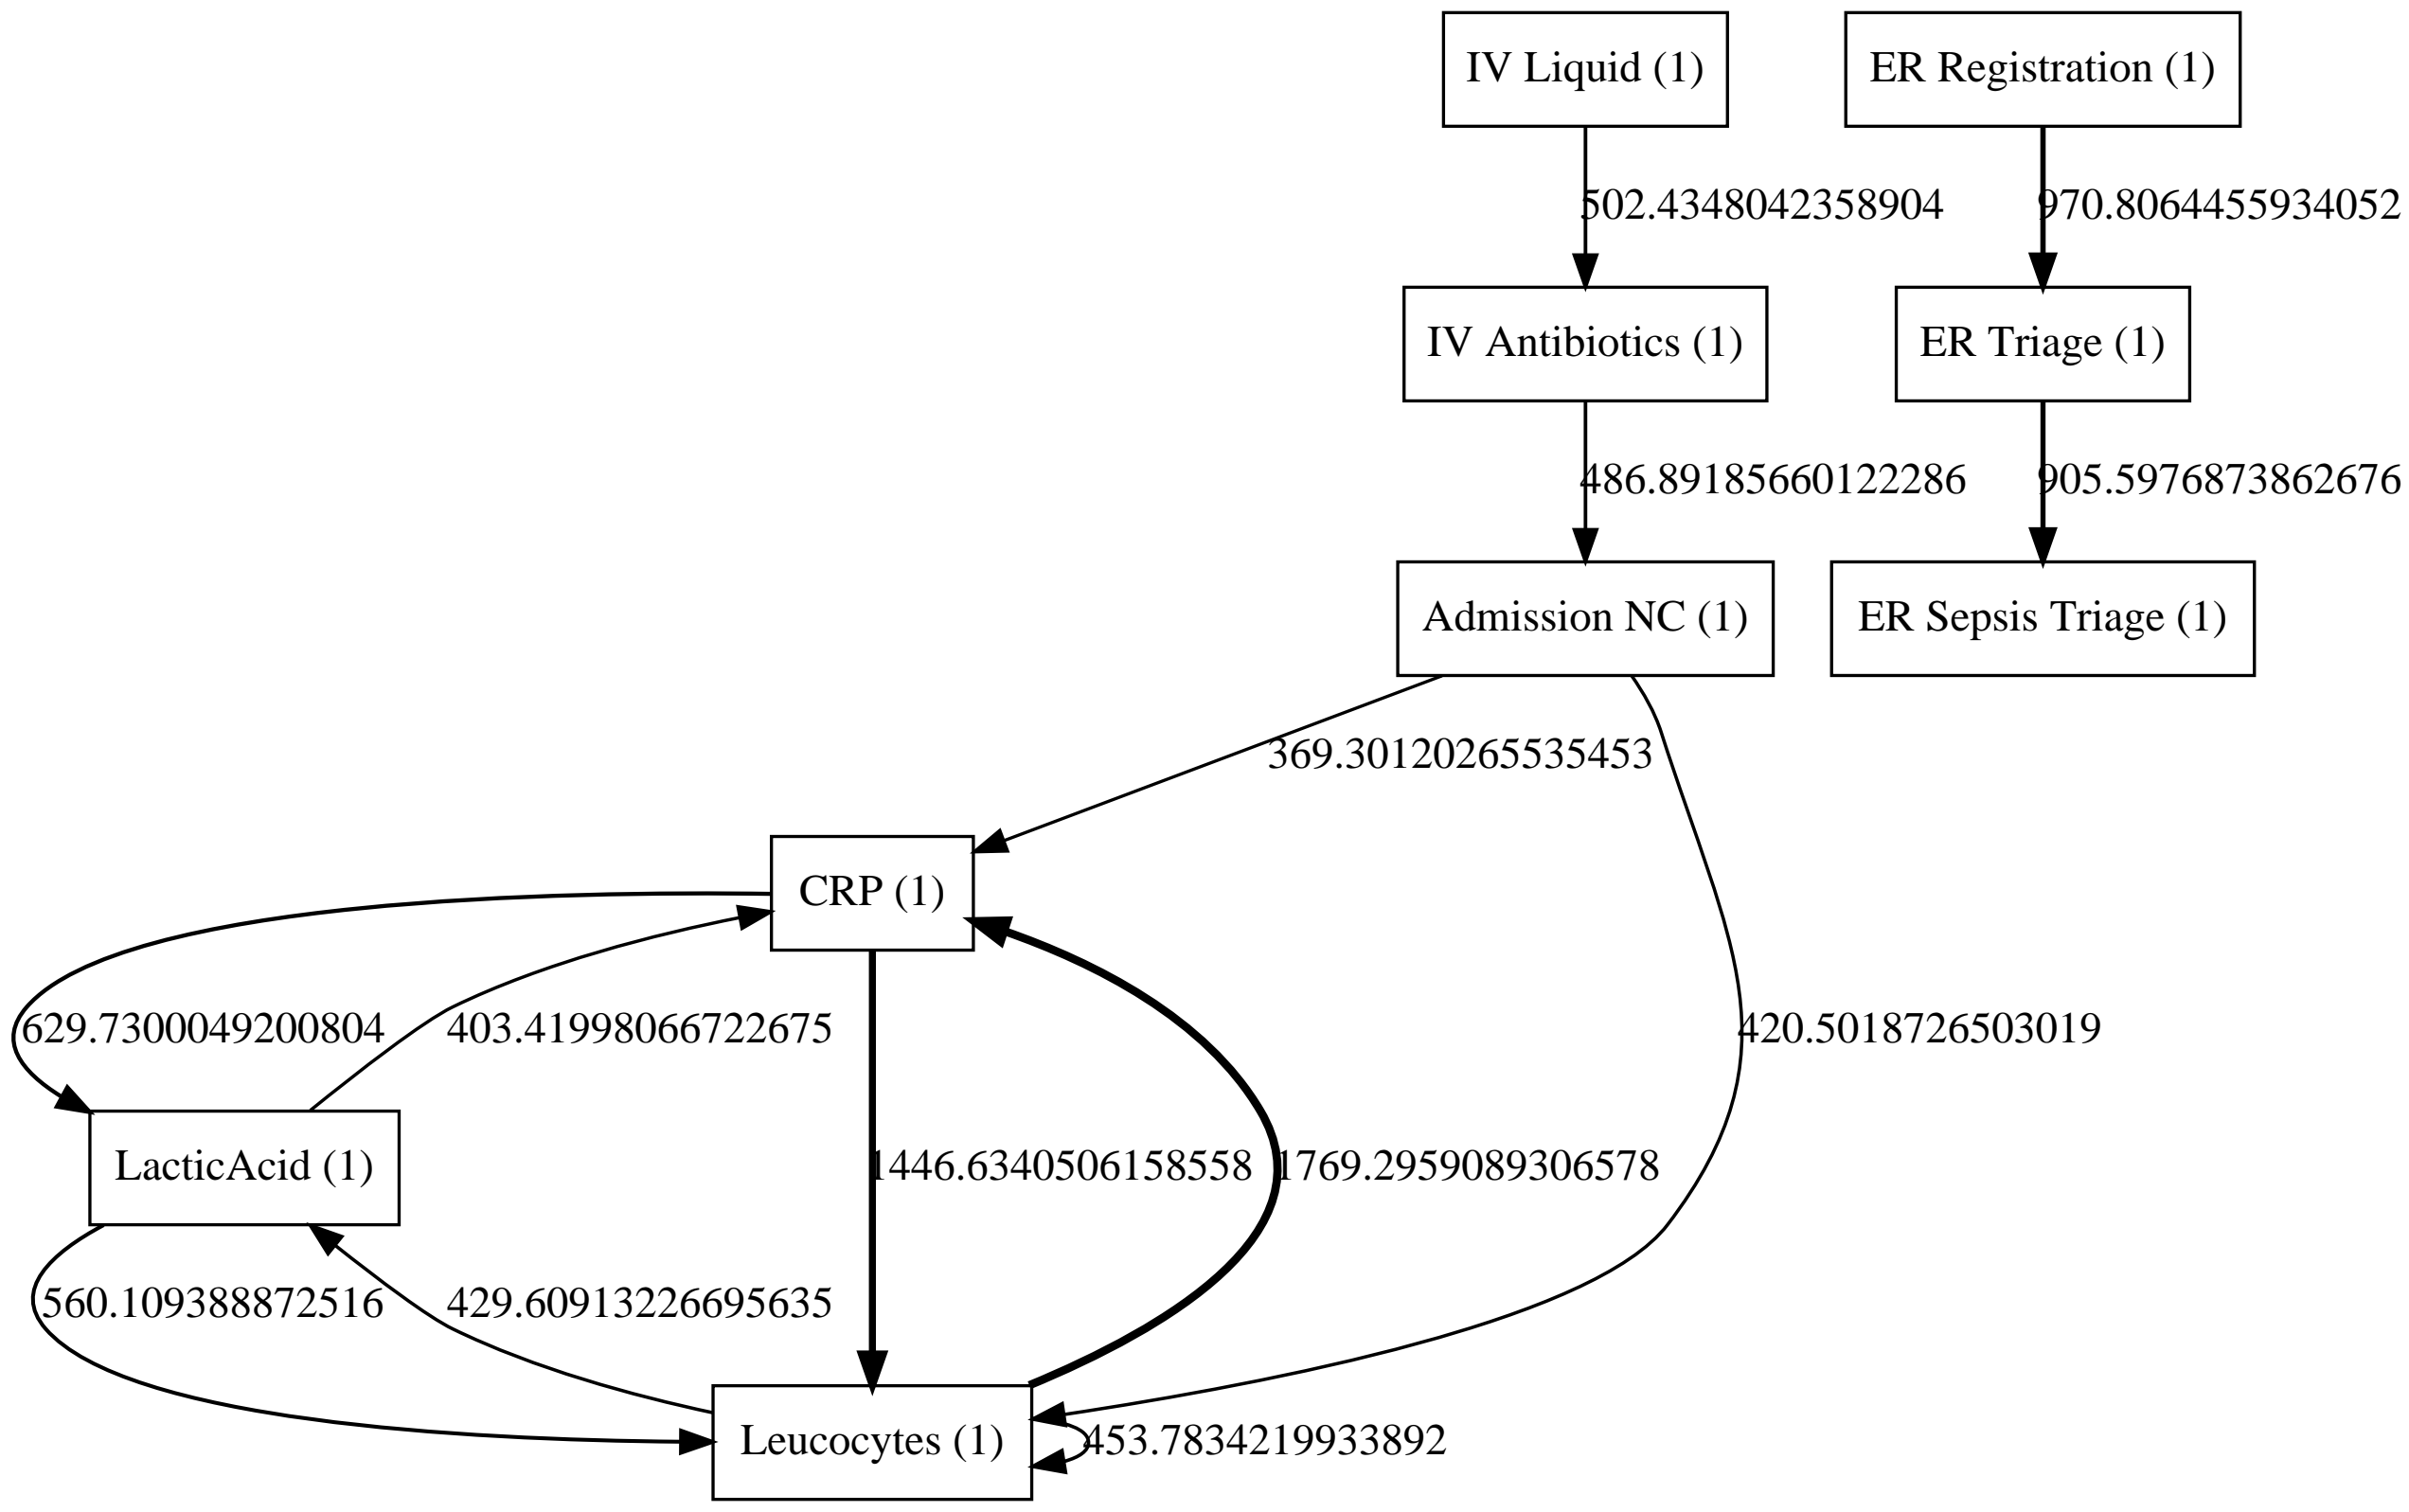 IV Liquid (1)
ER Registration (1)
502.4348042358904
970.8064455934052
IV Antibiotics (1)
ER Triage (1)
486.89185660122286
905.5976873862676
Admission NC (1)
ER Sepsis Triage (1)
369.30120265535453
CRP (1)
629.7300049200804
403.41998066722675
420.5018726503019
LacticAcid (1)
1446.6340506158558
1769.2959089306578
560.109388872516
429.60913226695635
Leucocytes (1)
453.7834219933892